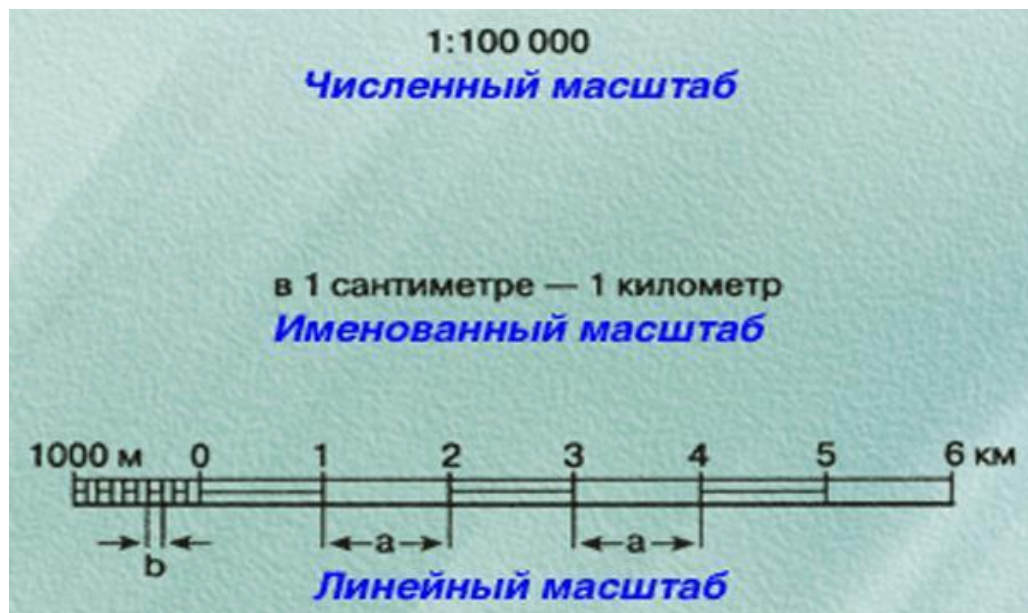 1:100 000
Численный масштаб
в 1 сантиметре — 1 километр
Именованный масштаб
1000 м 0 1 2 3 4 5 6 км
a a
b
Линейный масштаб